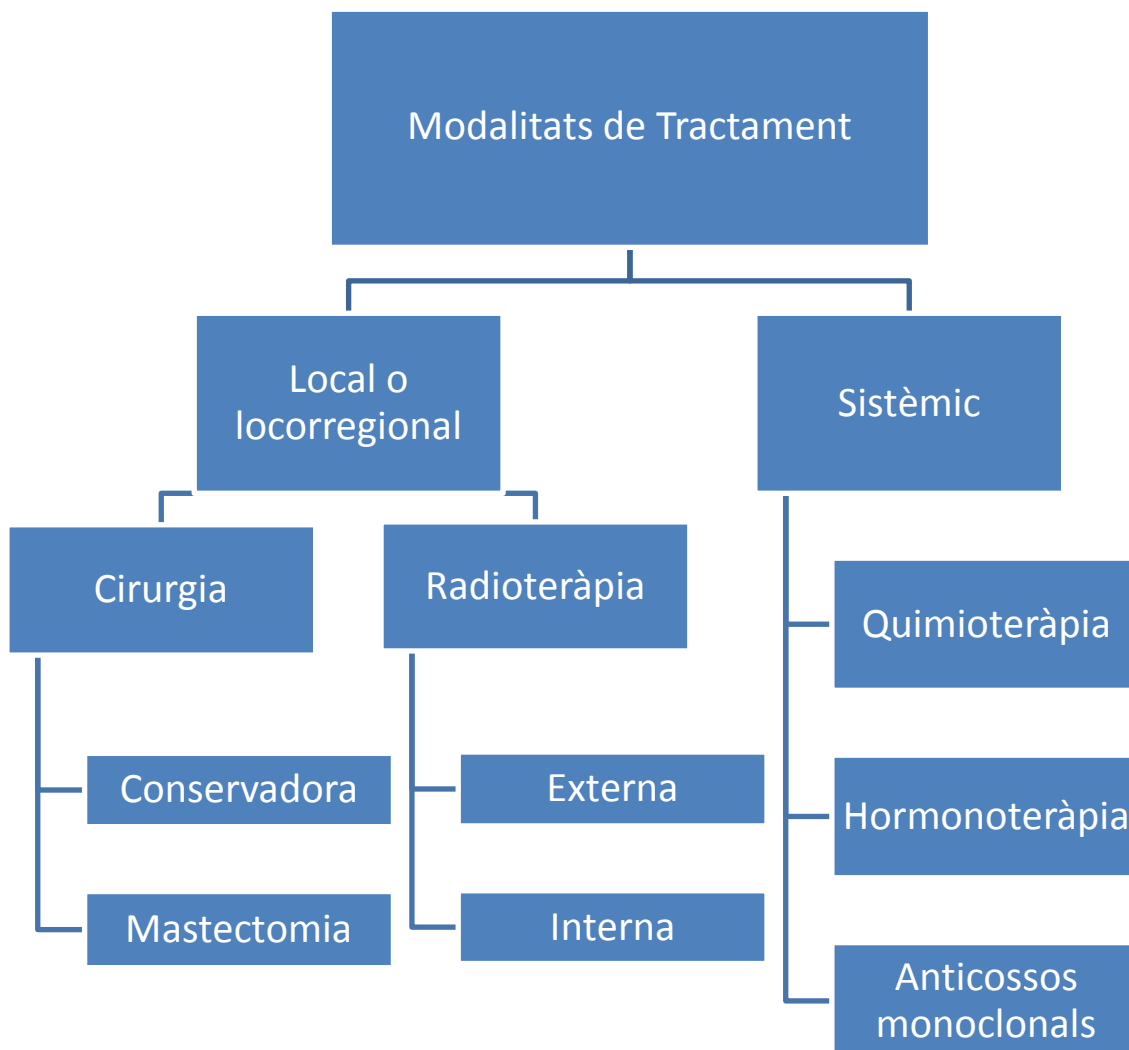 Modalitats de Tractament
Local o
locorregional
Sistèmic
Cirurgia
Radioteràpia
Conservadora
Mastectomia
Externa
Interna
Quimioteràpia
Hormonoteràpia
Anticossos
monoclonals